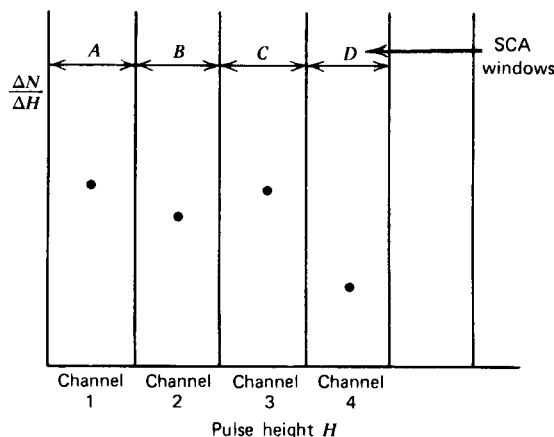 A B C D SCA
windows
ΔN
ΔH
Channel Channel Channel Channel
1 2 3 4
Pulse height H